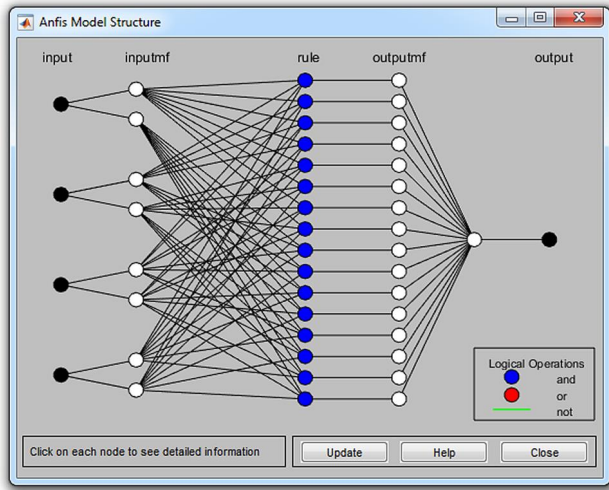 Anfis Model Structure
input inputmf rule outputmf output
Logical Operations
and
or
not
Click on each node to see detailed information
Update Help Close